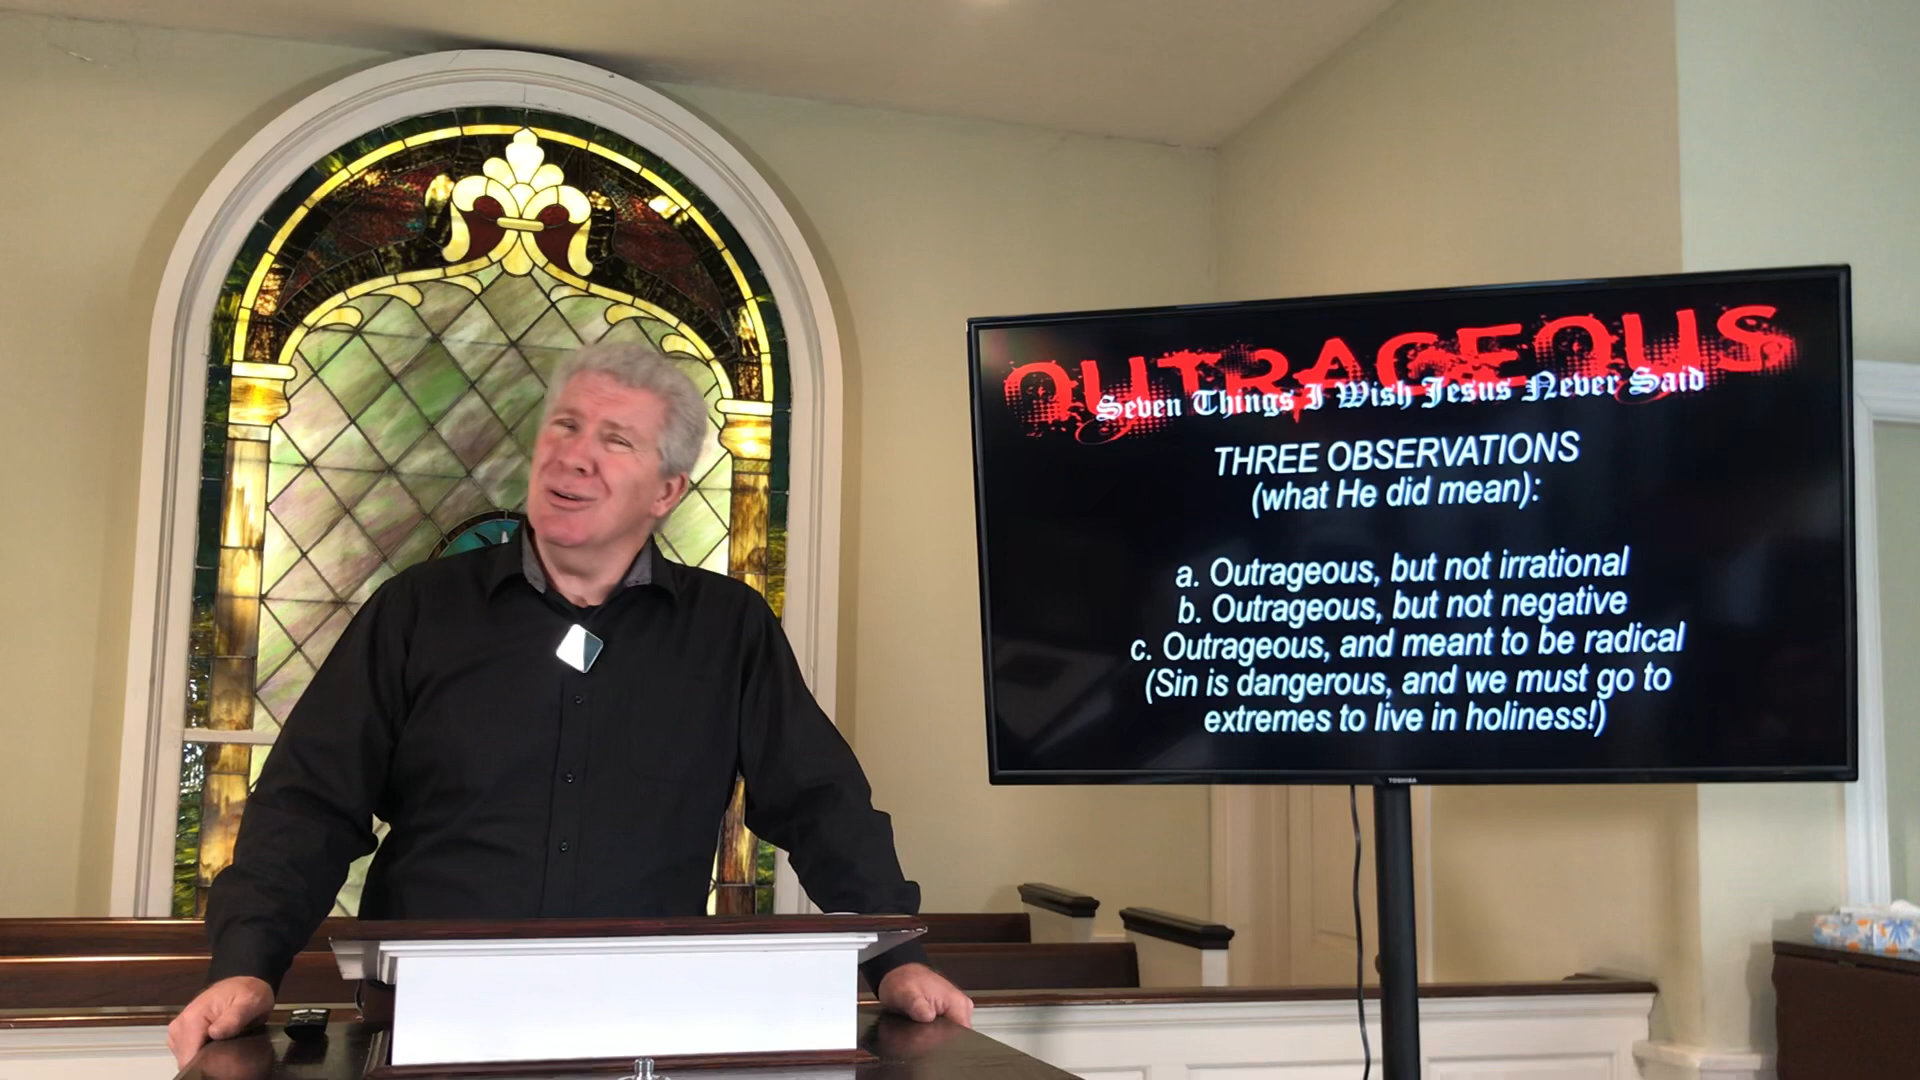 OUTRAGEOUS
Seven Things I Wish Jesus Never Said
THREE OBSERVATIONS
(what He did mean):
a. Outrageous, but not irrational
b. Outrageous, but not negative
c. Outrageous, and meant to be radical
(Sin is dangerous, and we must go to
extremes to live in holiness!)
TOSHIBA